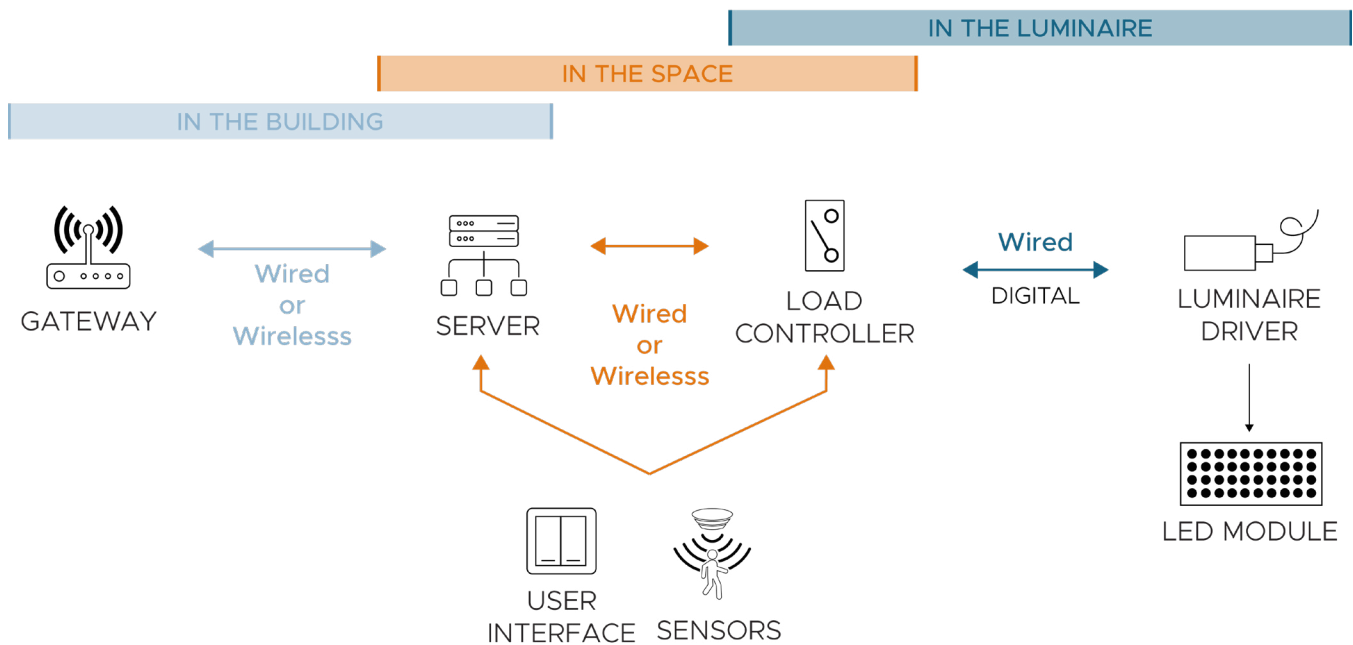 IN THE LUMINAIRE
IN THE SPACE
IN THE BUILDING
GATEWAY
Wired
or
Wirelesss
SERVER
Wired
or
Wirelesss
LOAD
CONTROLLER
Wired
DIGITAL
LUMINAIRE
DRIVER
LED MODULE
USER
INTERFACE
SENSORS